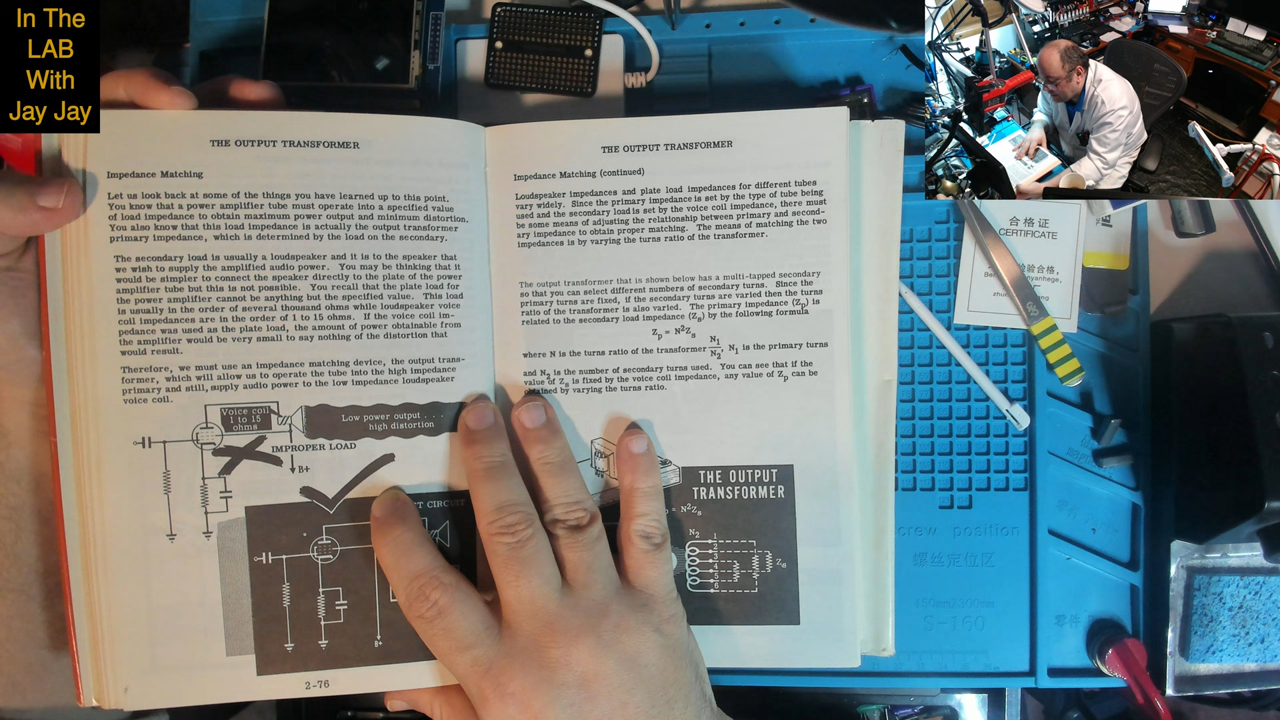 In The
LAB
With
Jay Jay
THE OUTPUT TRANSFORMER
Impedance Matching
Let us look back at some of the things you have learned up to this point.
You know that a power amplifier tube must operate into a specified value
of load impedance to obtain maximum power output and minimum distortion.
You also know that this load impedance is actually the output transformer
primary impedance, which is determined by the load on the secondary.
The secondary load is usually a loudspeaker and it is to the speaker that
we wish to supply the amplified audio power. You may be thinking that it
would be simpler to connect the speaker directly to the plate of the power
amplifier tube but this is not possible. You recall that the plate load for
the power amplifier cannot be anything but the specified value. This load
is usually in the order of several thousand ohms while loudspeaker voice
coil impedances are in the order of 1 to 15 ohms. If the voice coil im-
pedance was used as the plate load, the amount of power obtainable from
the amplifier would be very small to say nothing of the distortion that
would result.
Therefore, we must use an impedance matching device, the output trans-
former, which will allow us to operate the tube into the high impedance
primary and still, supply audio power to the low impedance loudspeaker
voice coil.
Voice coil
1 to 15
ohms
Low power output . . .
high distortion
IMPROPER LOAD
B+
CIRCUIT
B+
2-76
THE OUTPUT TRANSFORMER
Impedance Matching (continued)
Loudspeaker impedances and plate load impedances for different tubes
vary widely. Since the primary impedance is set by the type of tube being
used and the secondary load is set by the voice coil impedance, there must
be some means of adjusting the relationship between primary and second-
ary impedance to obtain proper matching. The means of matching the two
impedances is by varying the turns ratio of the transformer.
The output transformer that is shown below has a multi-tapped secondary
so that you can select different numbers of secondary turns. Since the
primary turns are fixed, if the secondary turns are varied then the turns
ratio of the transformer is also varied. The primary impedance (Zp) is
related to the secondary load impedance (Zs) by the following formula
Zp = N²Zs
where N is the turns ratio of the transformer N1/N2, N1 is the primary turns
and N2 is the number of secondary turns used. You can see that if the
value of Zs is fixed by the voice coil impedance, any value of Zp can be
obtained by varying the turns ratio.
THE OUTPUT
TRANSFORMER
= N²Zs
N2
1
2
3
4
5
6
Zs
合格证
CERTIFICATE
检验合格,
crew position
螺丝定位区
S-160